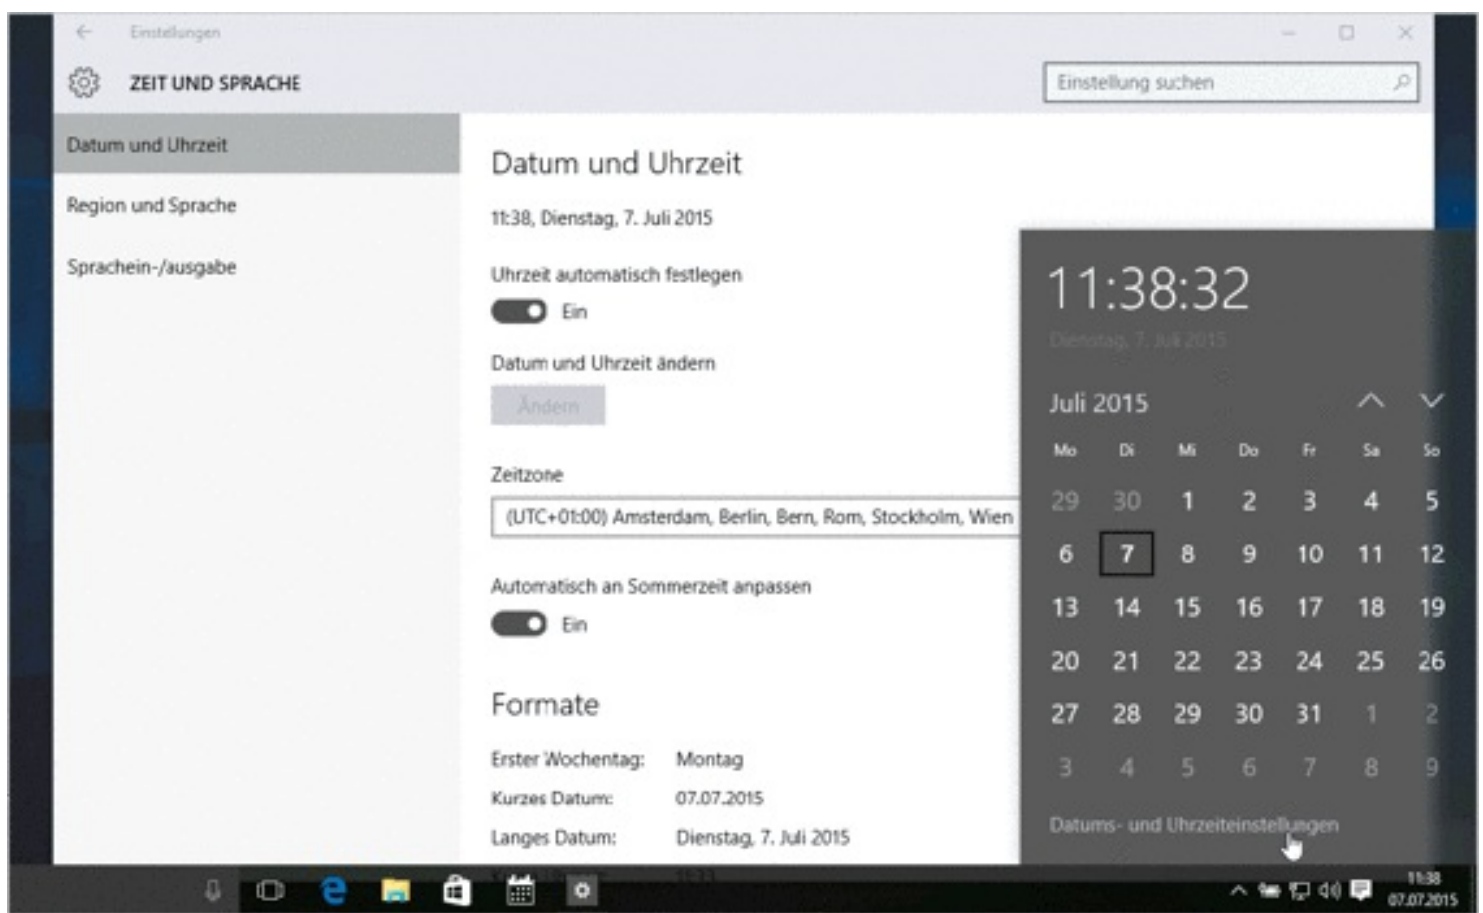 Einstellungen
ZEIT UND SPRACHE
Einstellung suchen
Datum und Uhrzeit
Region und Sprache
Sprachein-/ausgabe
Datum und Uhrzeit
11:38, Dienstag, 7. Juli 2015
Uhrzeit automatisch festlegen
Ein
Datum und Uhrzeit ändern
Ändern
Zeitzone
(UTC+01:00) Amsterdam, Berlin, Bern, Rom, Stockholm, Wien
Automatisch an Sommerzeit anpassen
Ein
Formate
Erster Wochentag: Montag
Kurzes Datum: 07.07.2015
Langes Datum: Dienstag, 7. Juli 2015
11:38:32
Dienstag, 7. Juli 2015
Juli 2015
Mo Di Mi Do Fr Sa So
29 30 1 2 3 4 5
6 7 8 9 10 11 12
13 14 15 16 17 18 19
20 21 22 23 24 25 26
27 28 29 30 31 1 2
3 4 5 6 7 8 9
Datums- und Uhrzeiteinstellungen
11:38
07.07.2015